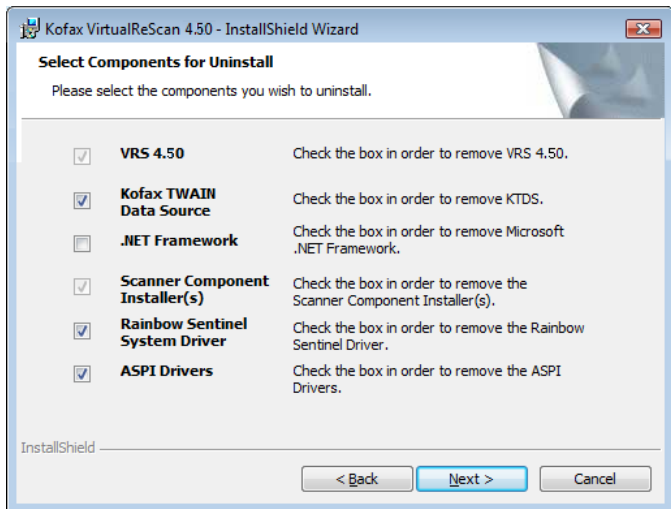 Kofax VirtualReScan 4.50 - InstallShield Wizard
Select Components for Uninstall
Please select the components you wish to uninstall.
VRS 4.50
Check the box in order to remove VRS 4.50.
Kofax TWAIN
Data Source
Check the box in order to remove KTDS.
.NET Framework
Check the box in order to remove Microsoft
.NET Framework.
Scanner Component
Installer(s)
Check the box in order to remove the
Scanner Component Installer(s).
Rainbow Sentinel
System Driver
Check the box in order to remove the Rainbow
Sentinel Driver.
ASPI Drivers
Check the box in order to remove the ASPI
Drivers.
InstallShield
< Back
Next >
Cancel